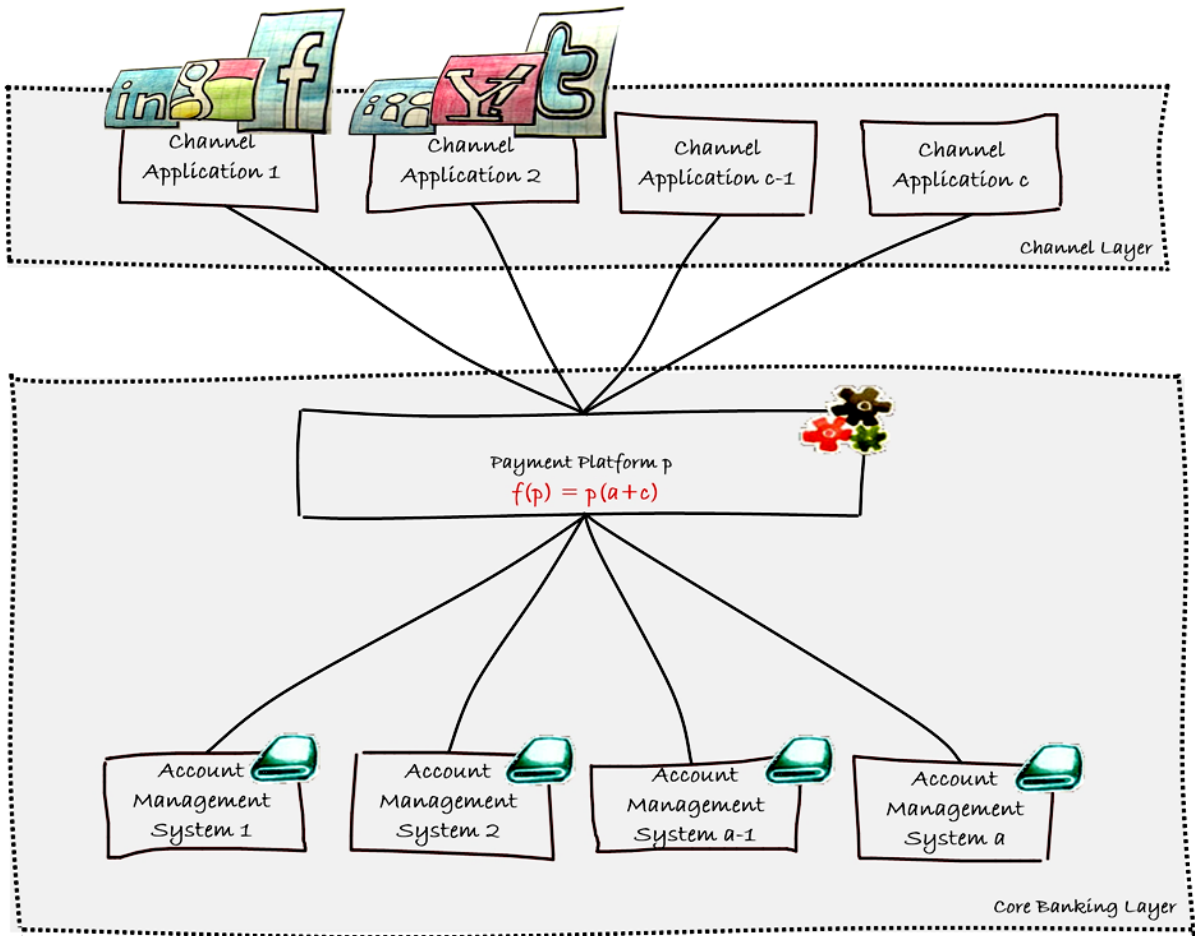 in g f
Y! t
Channel
Application 1
Channel
Application 2
Channel
Application c-1
Channel
Application c
Channel Layer
Payment Platform p
f(p) = p(a+c)
Account
Management
System 1
Account
Management
System 2
Account
Management
System a-1
Account
Management
System a
Core Banking Layer